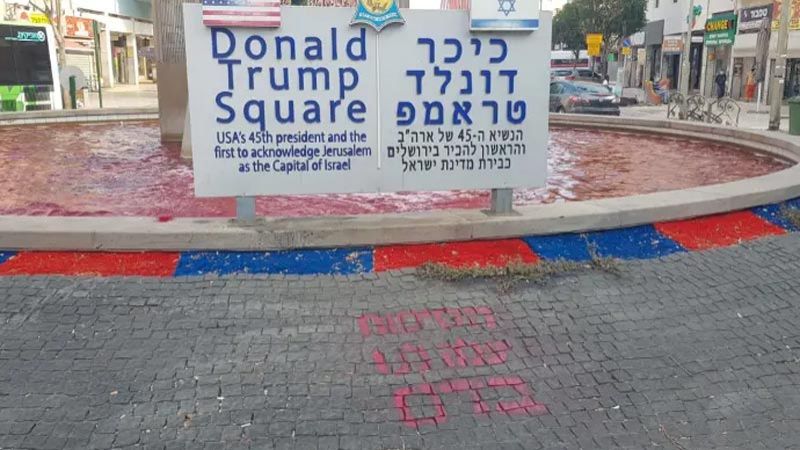 Donald
Trump
Square
USA's 45th president and the
first to acknowledge Jerusalem
as the Capital of Israel
כיכר
דונלד
טראמפ
הנשיא ה-45 של ארה"ב
והראשון להכיר בירושלים
כבירת מדינת ישראל
בדם